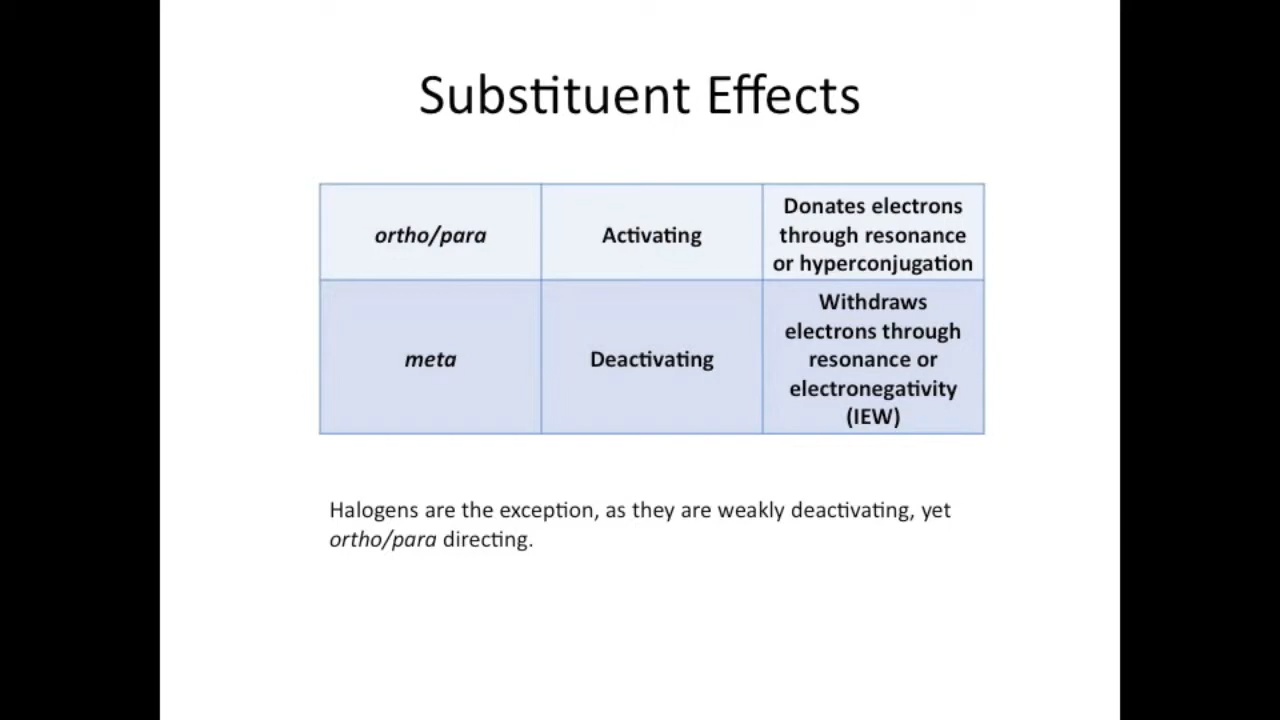 Substituent Effects
ortho/para
Activating
Donates electrons
through resonance
or hyperconjugation
meta
Deactivating
Withdraws
electrons through
resonance or
electronegativity
(IEW)
Halogens are the exception, as they are weakly deactivating, yet
ortho/para directing.